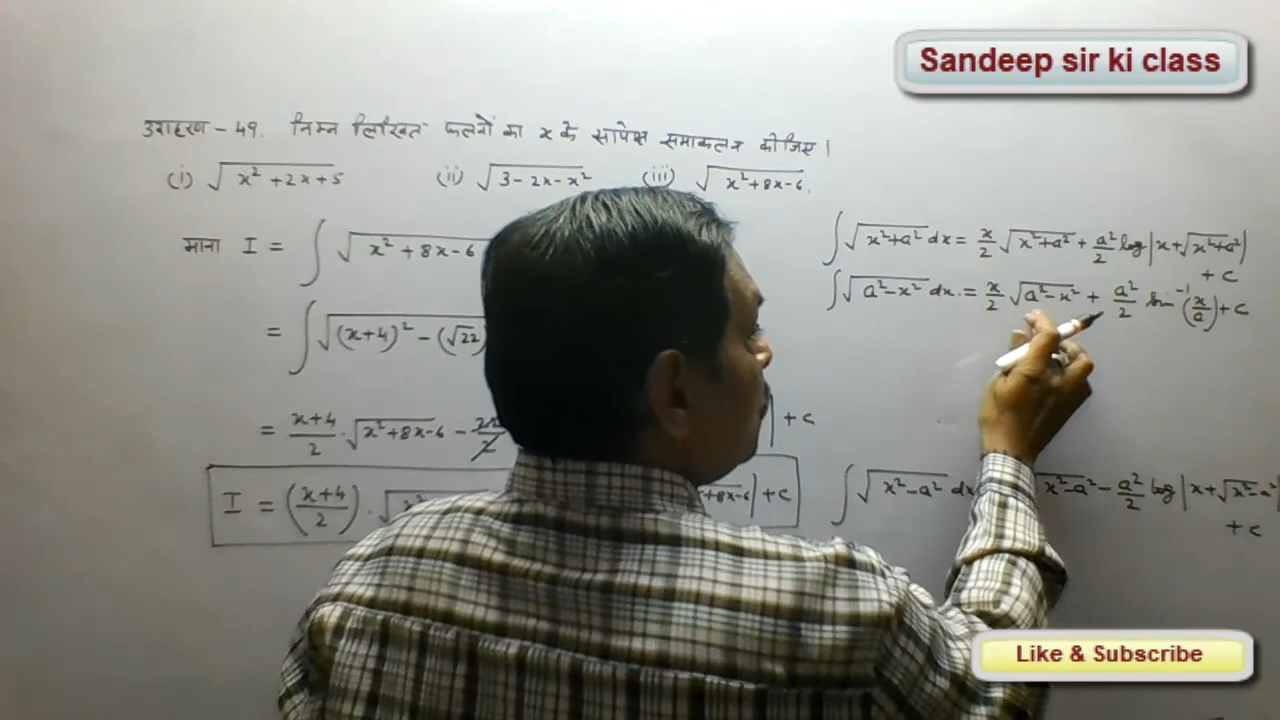 Sandeep sir ki class
उदाहरण - 49. निम्न लिखित फलनों का x के सापेक्ष समाकलन कीजिए।
(i) √(x² + 2x + 5) (ii) √(3 - 2x - x²) (iii) √(x² + 8x - 6).
माना I = ∫ √(x² + 8x - 6)
= ∫ √((x+4)² - (√22)
= (x+4)/2 · √(x² + 8x - 6) - 22/2 | + c
I = ((x+4)/2) · √(x² + 8x - 6 | + c
∫ √(x² + a²) dx = x/2 √(x² + a²) + a²/2 log | x + √(x² + a²) |
+ c
∫ √(a² - x²) dx = x/2 √(a² - x²) + a²/2 sin⁻¹ (x/a) + c
∫ √(x² - a²) dx √(x² - a²) - a²/2 log | x + √(x² - a²
+ c
Like & Subscribe